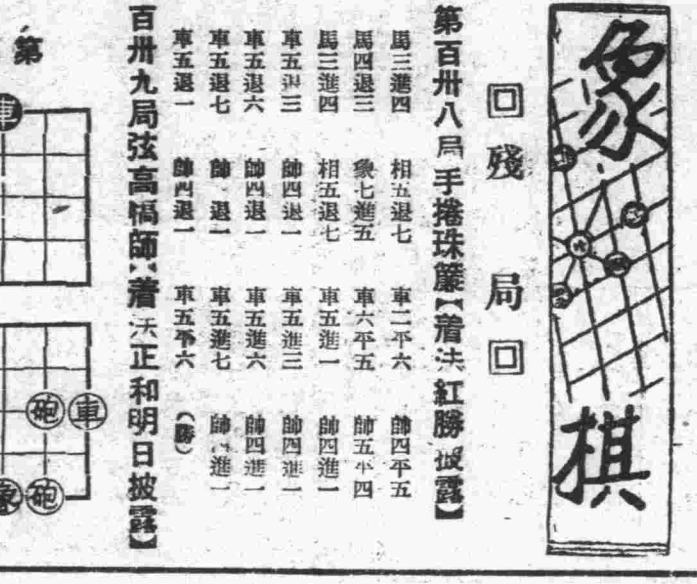 象棋
殘局
第百卅八局 手捲珠簾【着法 紅勝披露】
馬三進四 相五退七 車二平六 帥四平五
馬四退三 象七進五 車六平五 帥五平四
馬三進四 相五退七 車五進一 帥四進一
車五退三 帥四退一 車五進三 帥四進一
車五退六 帥四退一 車五進六 帥四進一
車五退七 帥 退一 車五進七 帥 進一
車五退一 帥四退一 車五平六 (勝)
百卅九局弦高犒師【着法正和明日披露】
第
車
砲 車
砲